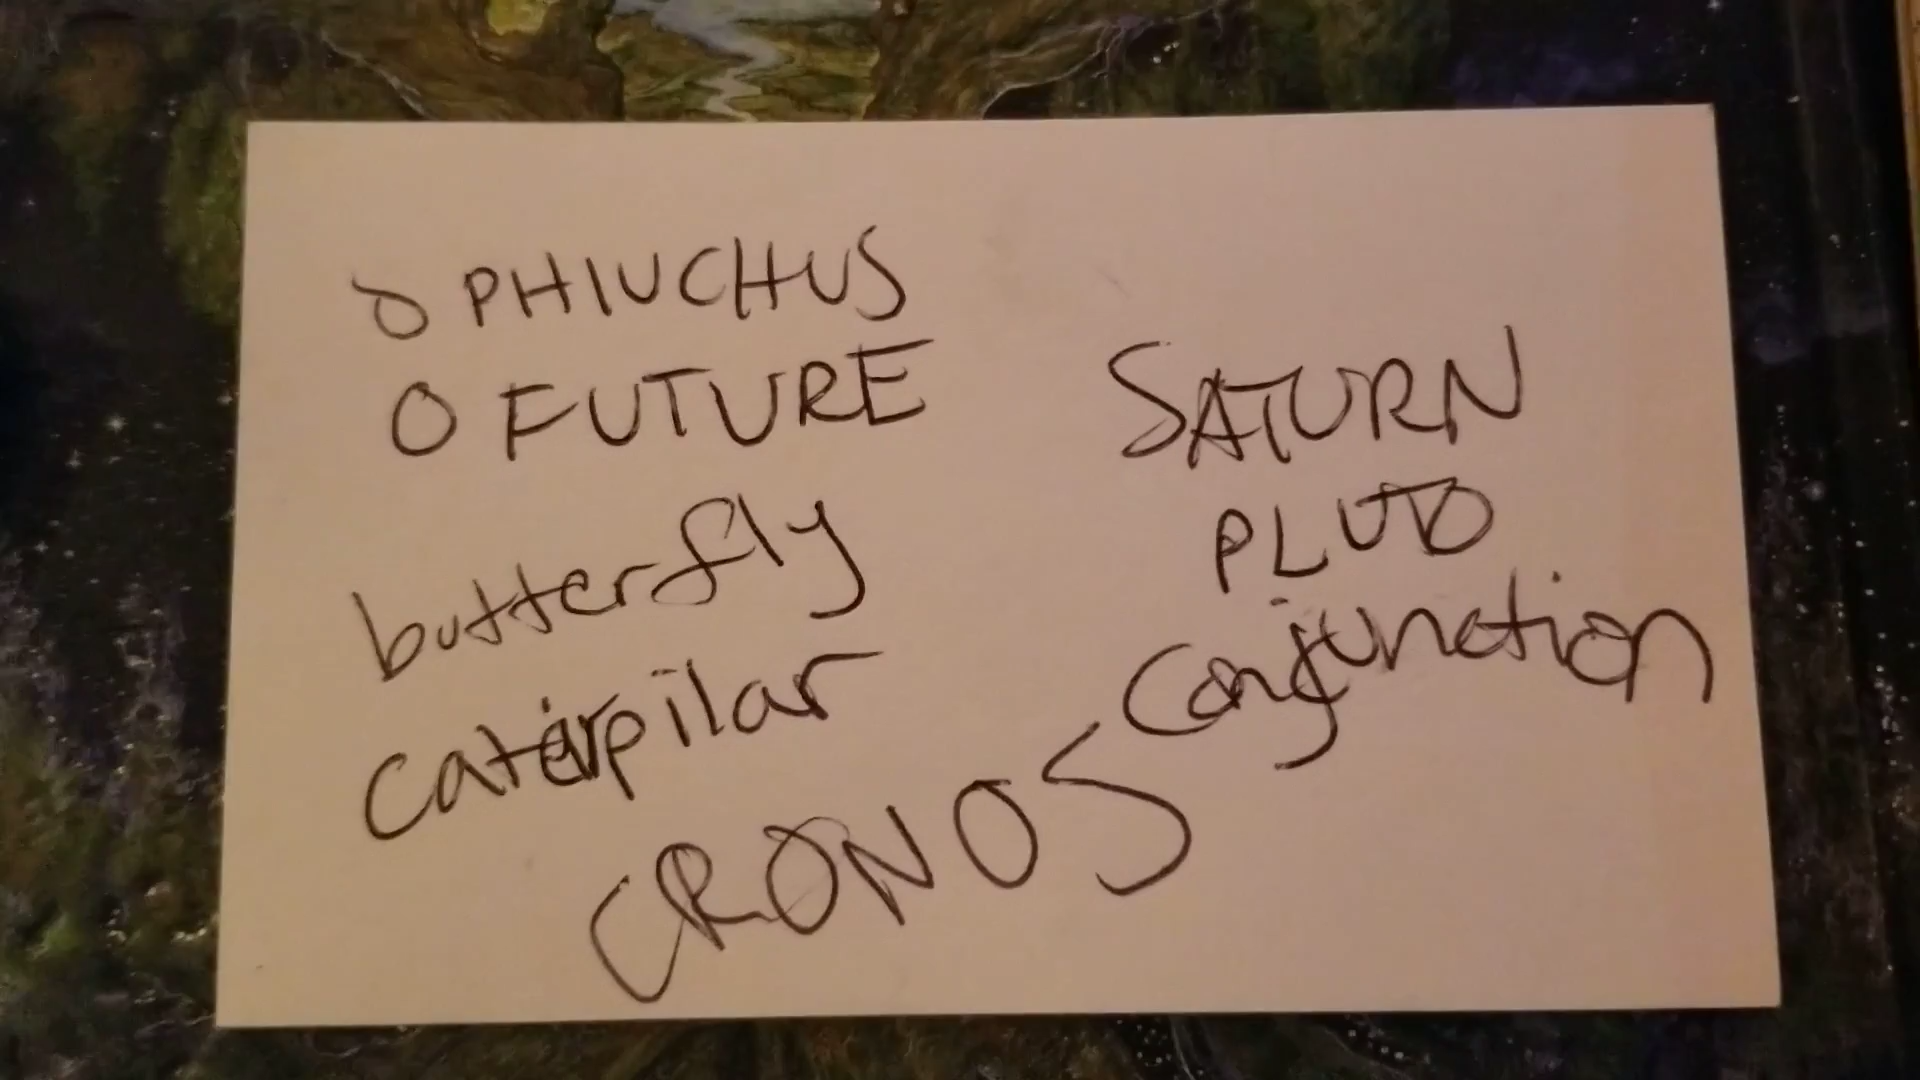 OPHIUCHUS
O FUTURE
butterfly
caterpilar
SATURN
PLUTO
Conjunction
CRONOS